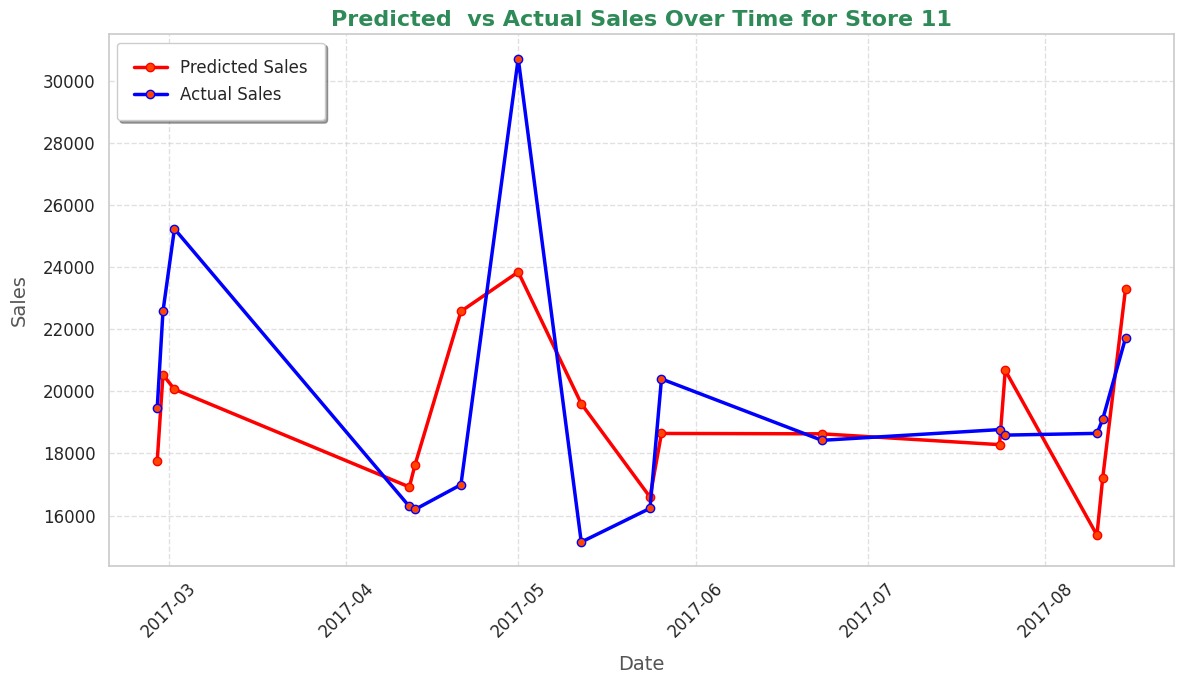 Predicted  vs Actual Sales Over Time for Store 11
Predicted Sales
Actual Sales
30000
28000
26000
24000
22000
20000
18000
16000
Sales
2017-03
2017-04
2017-05
2017-06
2017-07
2017-08
Date